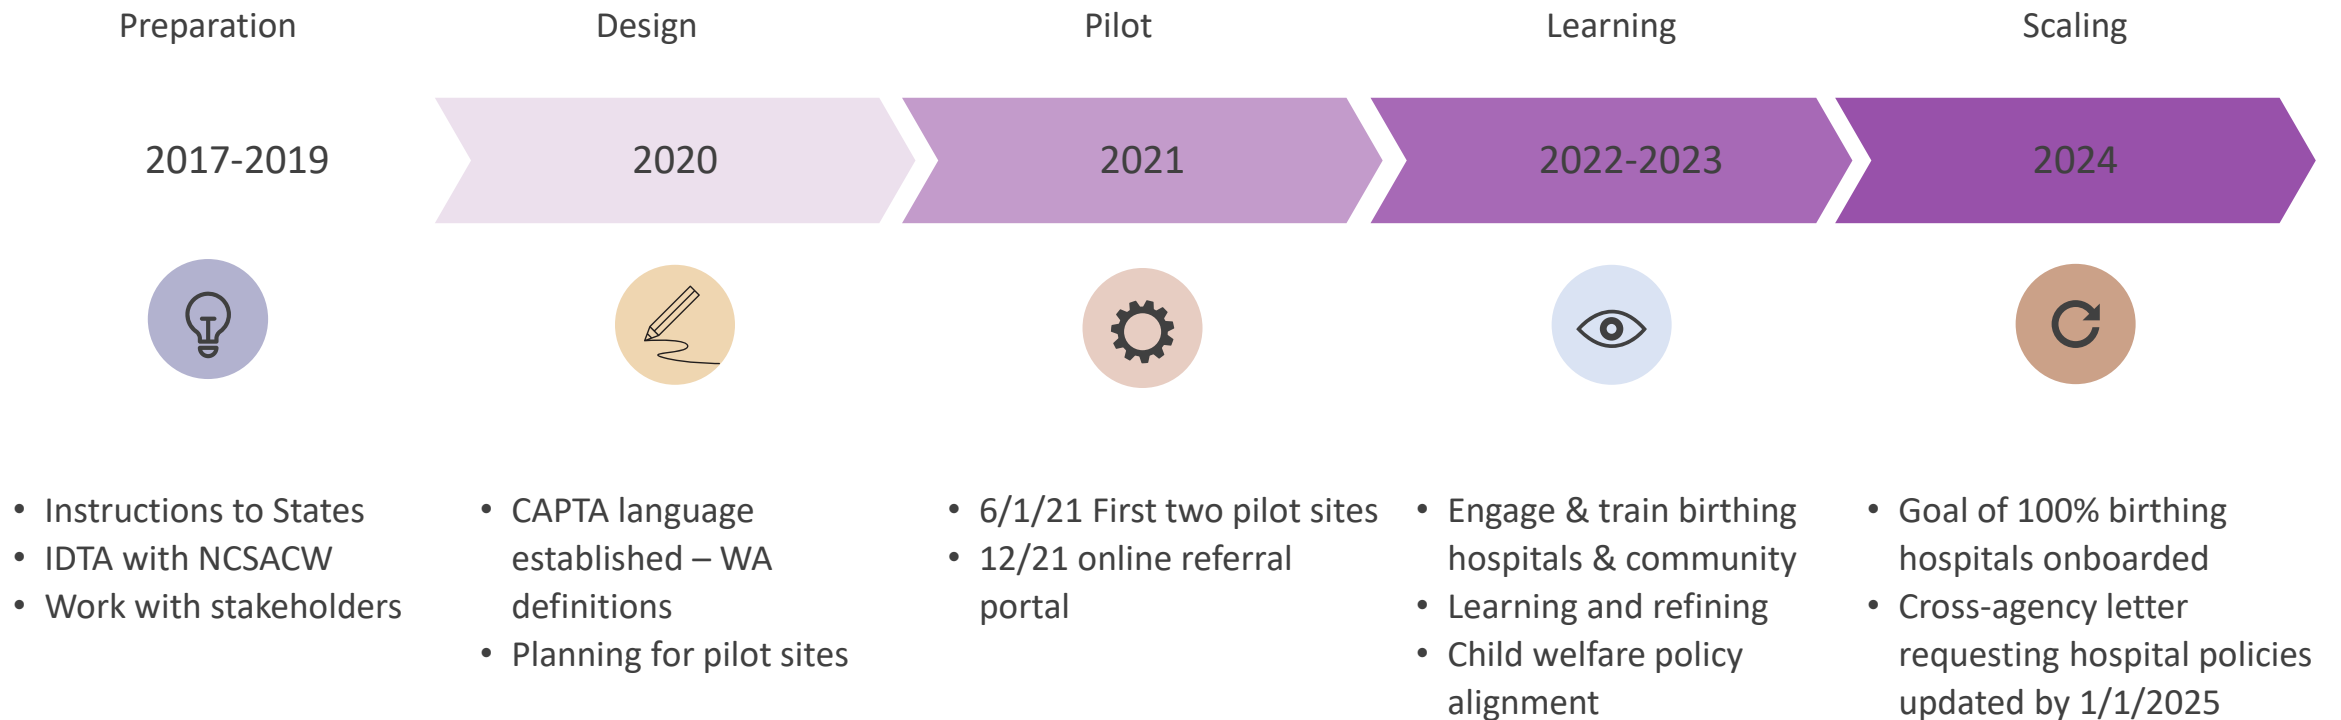 Preparation
Design
Pilot
Learning
Scaling
2017-2019
2020
2021
2022-2023
2024
• Instructions to States
• IDTA with NCSACW
• Work with stakeholders
• CAPTA language
established – WA
definitions
• Planning for pilot sites
• 6/1/21 First two pilot sites
• 12/21 online referral
portal
• Engage & train birthing
hospitals & community
• Learning and refining
• Child welfare policy
alignment
• Goal of 100% birthing
hospitals onboarded
• Cross-agency letter
requesting hospital policies
updated by 1/1/2025